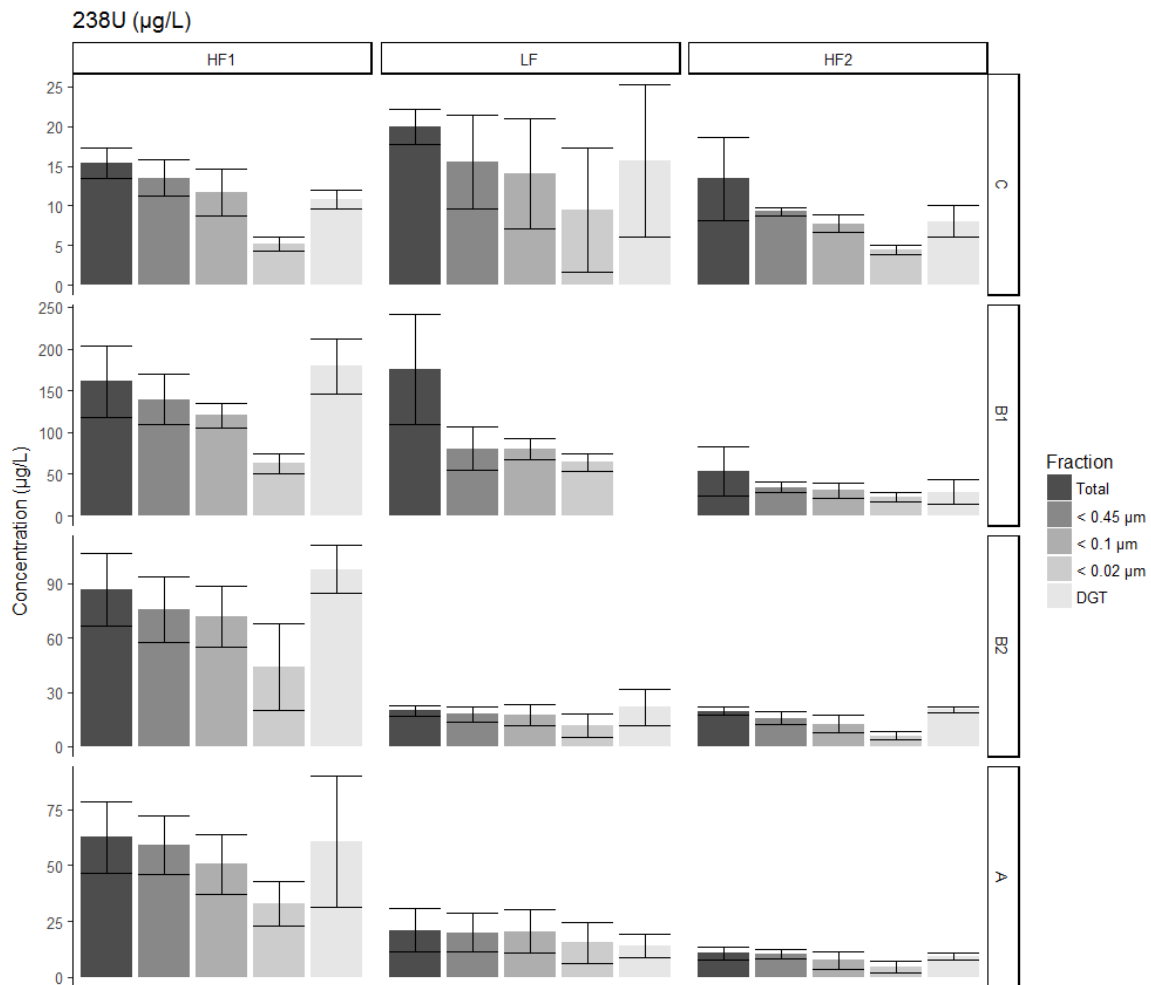 238U (µg/L)
HF1 LF HF2
25
20
15
10
5
0
C
250
200
150
100
50
0
B1
90
60
30
0
B2
75
50
25
0
A
Concentration (µg/L)
Fraction
Total
< 0.45 µm
< 0.1 µm
< 0.02 µm
DGT